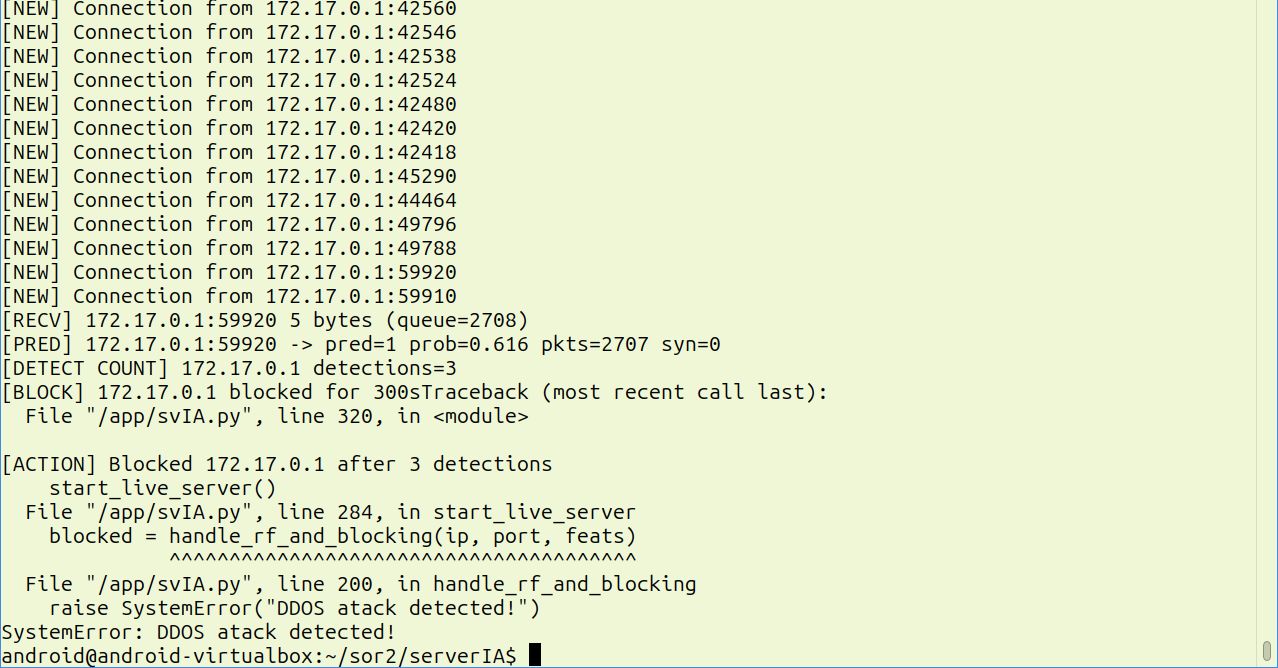 [NEW] Connection from 172.17.0.1:42560
[NEW] Connection from 172.17.0.1:42546
[NEW] Connection from 172.17.0.1:42538
[NEW] Connection from 172.17.0.1:42524
[NEW] Connection from 172.17.0.1:42480
[NEW] Connection from 172.17.0.1:42420
[NEW] Connection from 172.17.0.1:42418
[NEW] Connection from 172.17.0.1:45290
[NEW] Connection from 172.17.0.1:44464
[NEW] Connection from 172.17.0.1:49796
[NEW] Connection from 172.17.0.1:49788
[NEW] Connection from 172.17.0.1:59920
[NEW] Connection from 172.17.0.1:59910
[RECV] 172.17.0.1:59920 5 bytes (queue=2708)
[PRED] 172.17.0.1:59920 -> pred=1 prob=0.616 pkts=2707 syn=0
[DETECT COUNT] 172.17.0.1 detections=3
[BLOCK] 172.17.0.1 blocked for 300sTraceback (most recent call last):
  File "/app/svIA.py", line 320, in <module>

[ACTION] Blocked 172.17.0.1 after 3 detections
    start_live_server()
  File "/app/svIA.py", line 284, in start_live_server
    blocked = handle_rf_and_blocking(ip, port, feats)
              ^^^^^^^^^^^^^^^^^^^^^^^^^^^^^^^^^^^^^^^
  File "/app/svIA.py", line 200, in handle_rf_and_blocking
    raise SystemError("DDOS atack detected!")
SystemError: DDOS atack detected!
android@android-virtualbox:~/sor2/serverIA$